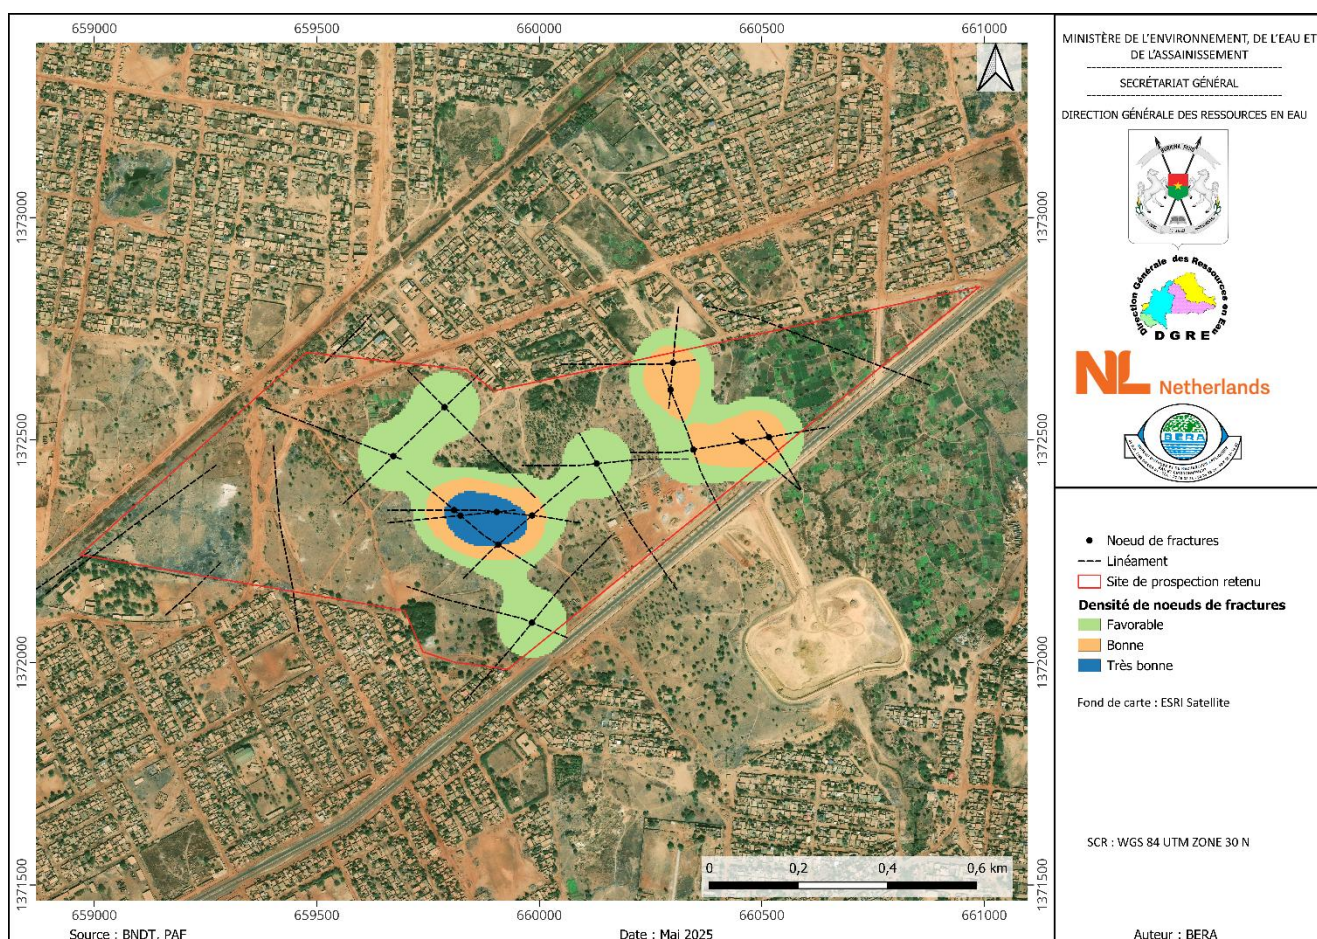 659000 659500 660000 660500 661000
1373000 1373000
1372500 1372500
1372000 1372000
1371500 1371500
659000 659500 660000 660500 661000
0 0,2 0,4 0,6 km
Source : BNDT, PAF
Date : Mai 2025
MINISTÈRE DE L'ENVIRONNEMENT, DE L'EAU ET
DE L'ASSAINISSEMENT
SECRÉTARIAT GÉNÉRAL
DIRECTION GÉNÉRALE DES RESSOURCES EN EAU
BURKINA FASO
Direction Générale des Ressources en Eau
DGRE
NL Netherlands
BERA
Noeud de fractures
Linéament
Site de prospection retenu
Densité de noeuds de fractures
Favorable
Bonne
Très bonne
Fond de carte : ESRI Satellite
SCR : WGS 84 UTM ZONE 30 N
Auteur : BERA